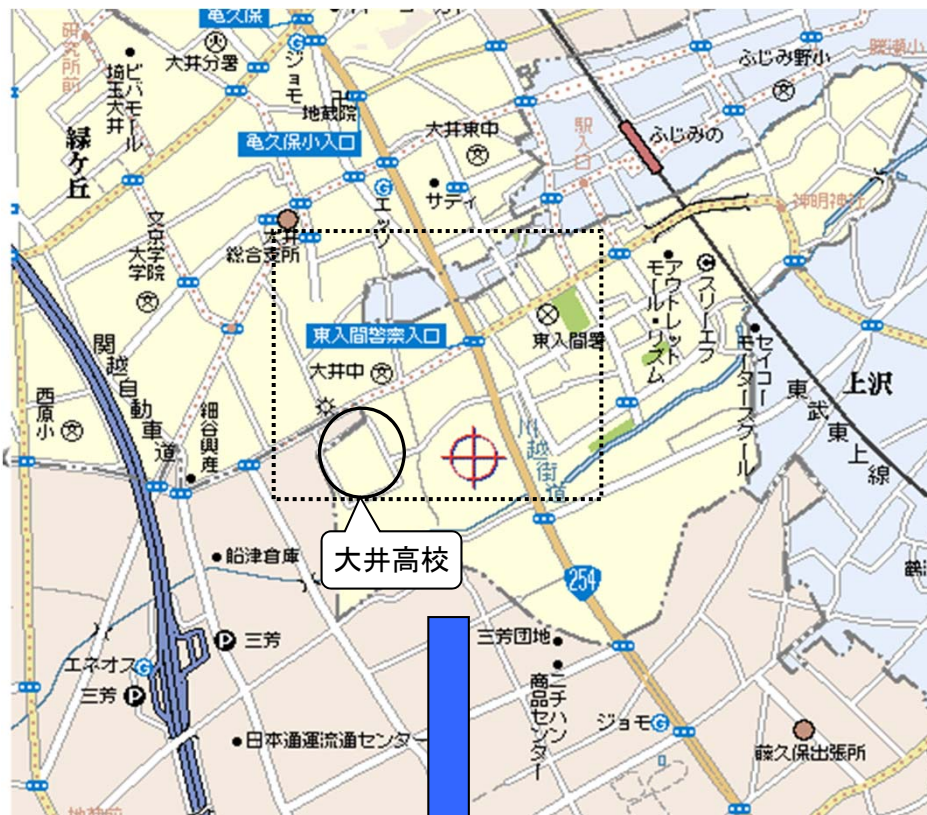 亀久保
研究所前
ビバモール
埼玉大井
大井分署
ジョモ
地蔵院
亀久保小入口
緑ケ丘
大井東中
サティ
エッソ
駅入口
ふじみの
ふじみ野小
勝瀬小
神明神社
文京学院
大学院
大井
総合支所
東入間警察入口
大井中
東入間署
アウトレット
モール・リズム
スリーエフ
セイコー
モータースクール
上沢
東武東上線
関越自動車道
西原小
細谷興産
川越街道
大井高校
船津倉庫
254
三芳
エネオス
三芳
三芳団地
ニチハン
商品センター
ジョモ
日本通運流通センター
藤久保出張所